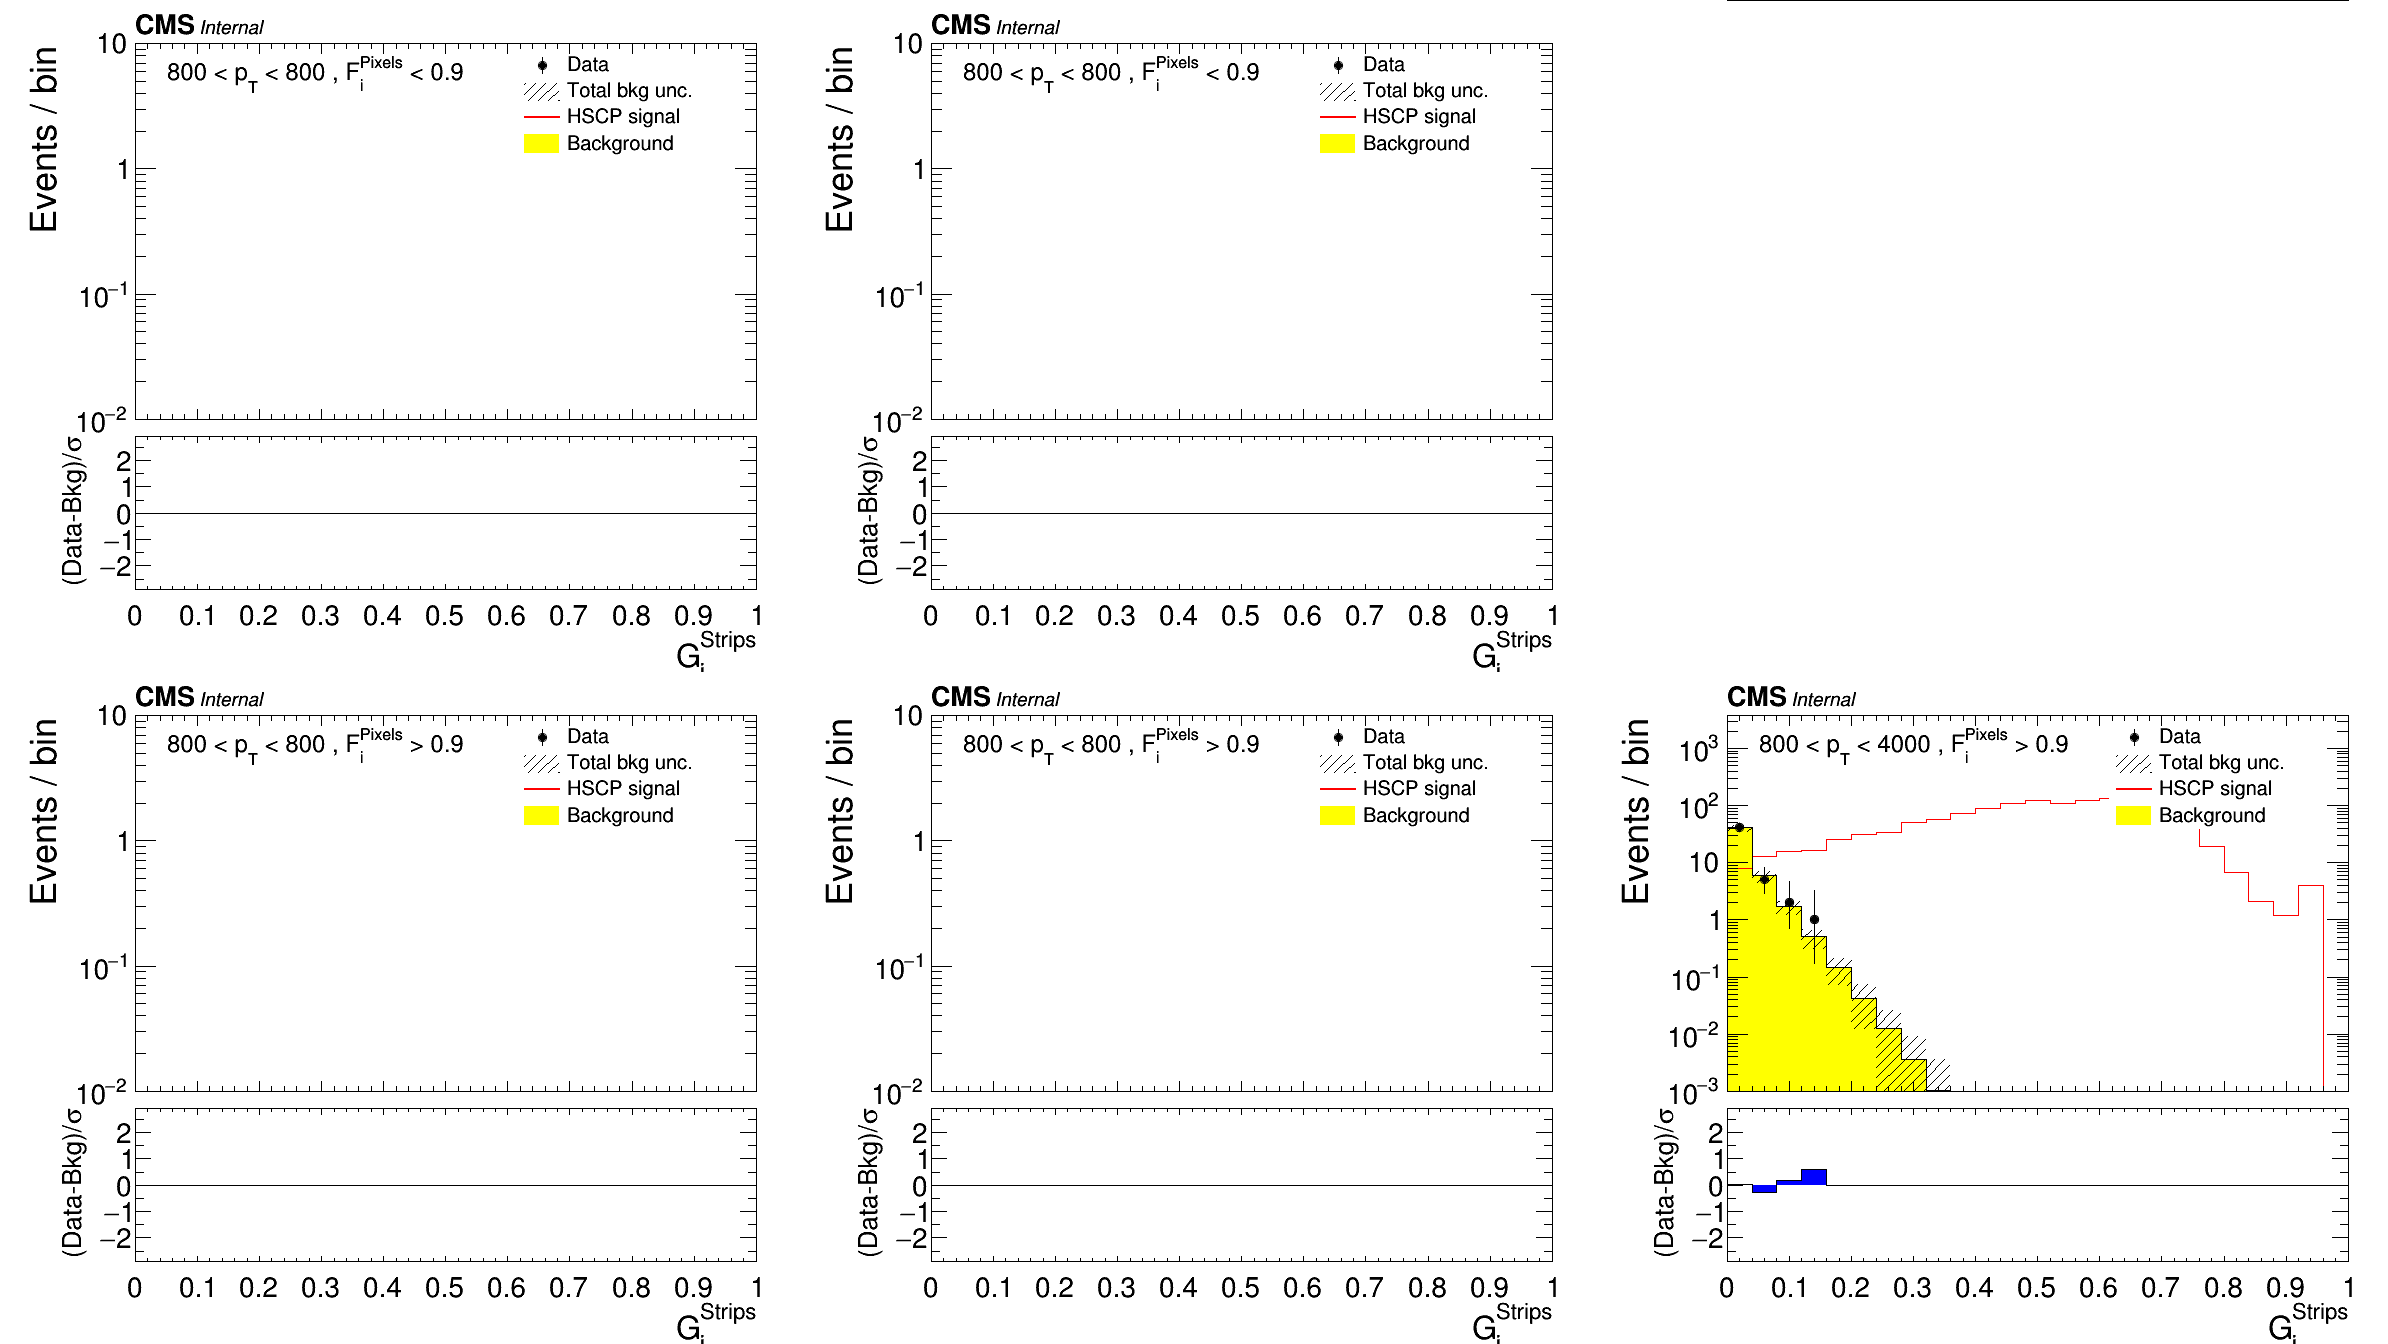 CMS Internal
Events / bin
10
1
10⁻¹
10⁻²
800 < p_T < 800 , F_i^Pixels < 0.9
Data
Total bkg unc.
HSCP signal
Background
(Data-Bkg)/σ
2
1
0
−1
−2
0 0.1 0.2 0.3 0.4 0.5 0.6 0.7 0.8 0.9 1
G_i^Strips
CMS Internal
Events / bin
10
1
10⁻¹
10⁻²
800 < p_T < 800 , F_i^Pixels < 0.9
Data
Total bkg unc.
HSCP signal
Background
(Data-Bkg)/σ
2
1
0
−1
−2
0 0.1 0.2 0.3 0.4 0.5 0.6 0.7 0.8 0.9 1
G_i^Strips
CMS Internal
Events / bin
10
1
10⁻¹
10⁻²
800 < p_T < 800 , F_i^Pixels > 0.9
Data
Total bkg unc.
HSCP signal
Background
(Data-Bkg)/σ
2
1
0
−1
−2
0 0.1 0.2 0.3 0.4 0.5 0.6 0.7 0.8 0.9 1
G_i^Strips
CMS Internal
Events / bin
10
1
10⁻¹
10⁻²
800 < p_T < 800 , F_i^Pixels > 0.9
Data
Total bkg unc.
HSCP signal
Background
(Data-Bkg)/σ
2
1
0
−1
−2
0 0.1 0.2 0.3 0.4 0.5 0.6 0.7 0.8 0.9 1
G_i^Strips
CMS Internal
Events / bin
10³
10²
10
1
10⁻¹
10⁻²
10⁻³
800 < p_T < 4000 , F_i^Pixels > 0.9
Data
Total bkg unc.
HSCP signal
Background
(Data-Bkg)/σ
2
1
0
−1
−2
0 0.1 0.2 0.3 0.4 0.5 0.6 0.7 0.8 0.9 1
G_i^Strips